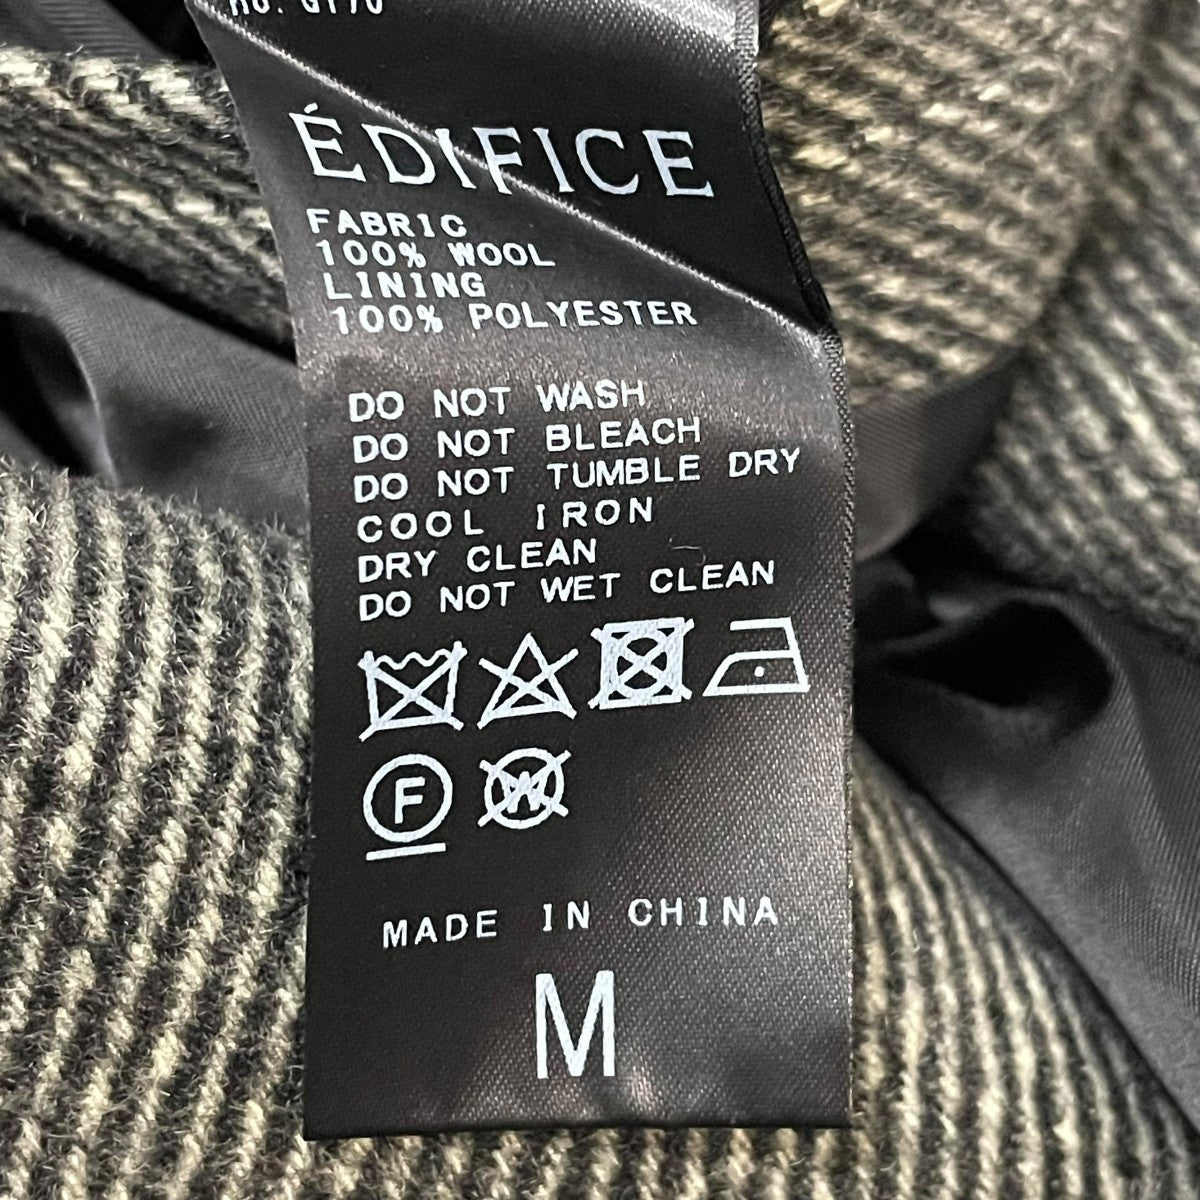 ÉDIFICE
FABRIC
100% WOOL
LINING
100% POLYESTER
DO NOT WASH
DO NOT BLEACH
DO NOT TUMBLE DRY
COOL IRON
DRY CLEAN
DO NOT WET CLEAN
F W
MADE IN CHINA
M